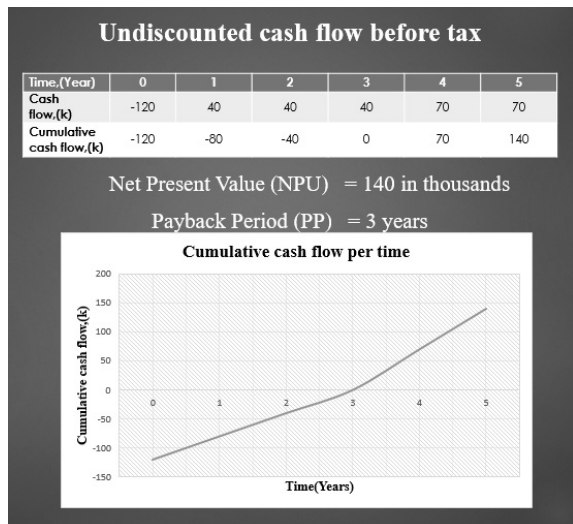 Undiscounted cash flow before tax
Time,(Year) 0 1 2 3 4 5
Cash flow,(k) -120 40 40 40 70 70
Cumulative cash flow,(k) -120 -80 -40 0 70 140
Net Present Value (NPU) = 140 in thousands
Payback Period (PP) = 3 years
Cumulative cash flow per time
Cumulative cash flow,(k)
200
150
100
50
0
-50
-100
-150
0 1 2 3 4 5
Time(Years)